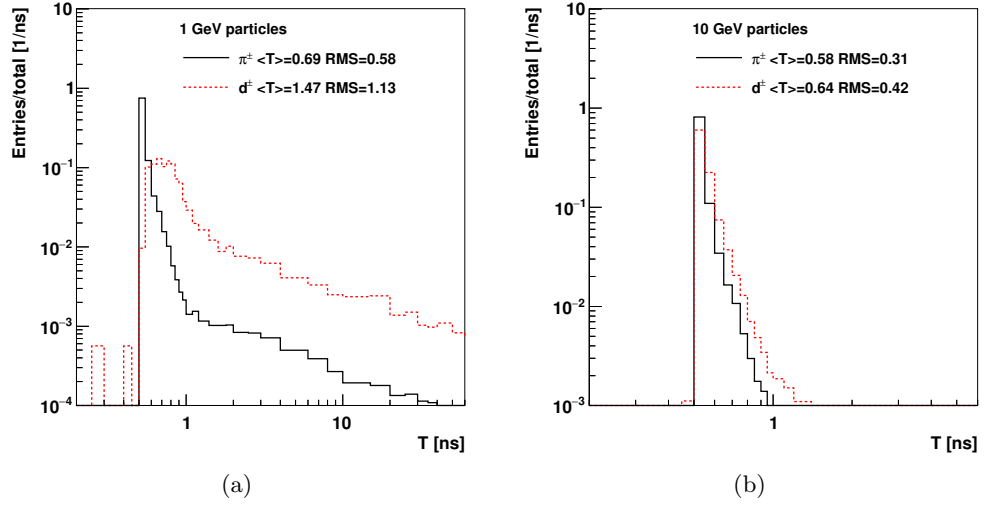 1 GeV particles
π± <T>=0.69 RMS=0.58
d± <T>=1.47 RMS=1.13
Entries/total [1/ns]
10
1
10⁻¹
10⁻²
10⁻³
10⁻⁴
1
10
T [ns]
(a)
10 GeV particles
π± <T>=0.58 RMS=0.31
d± <T>=0.64 RMS=0.42
Entries/total [1/ns]
10
1
10⁻¹
10⁻²
10⁻³
1
T [ns]
(b)